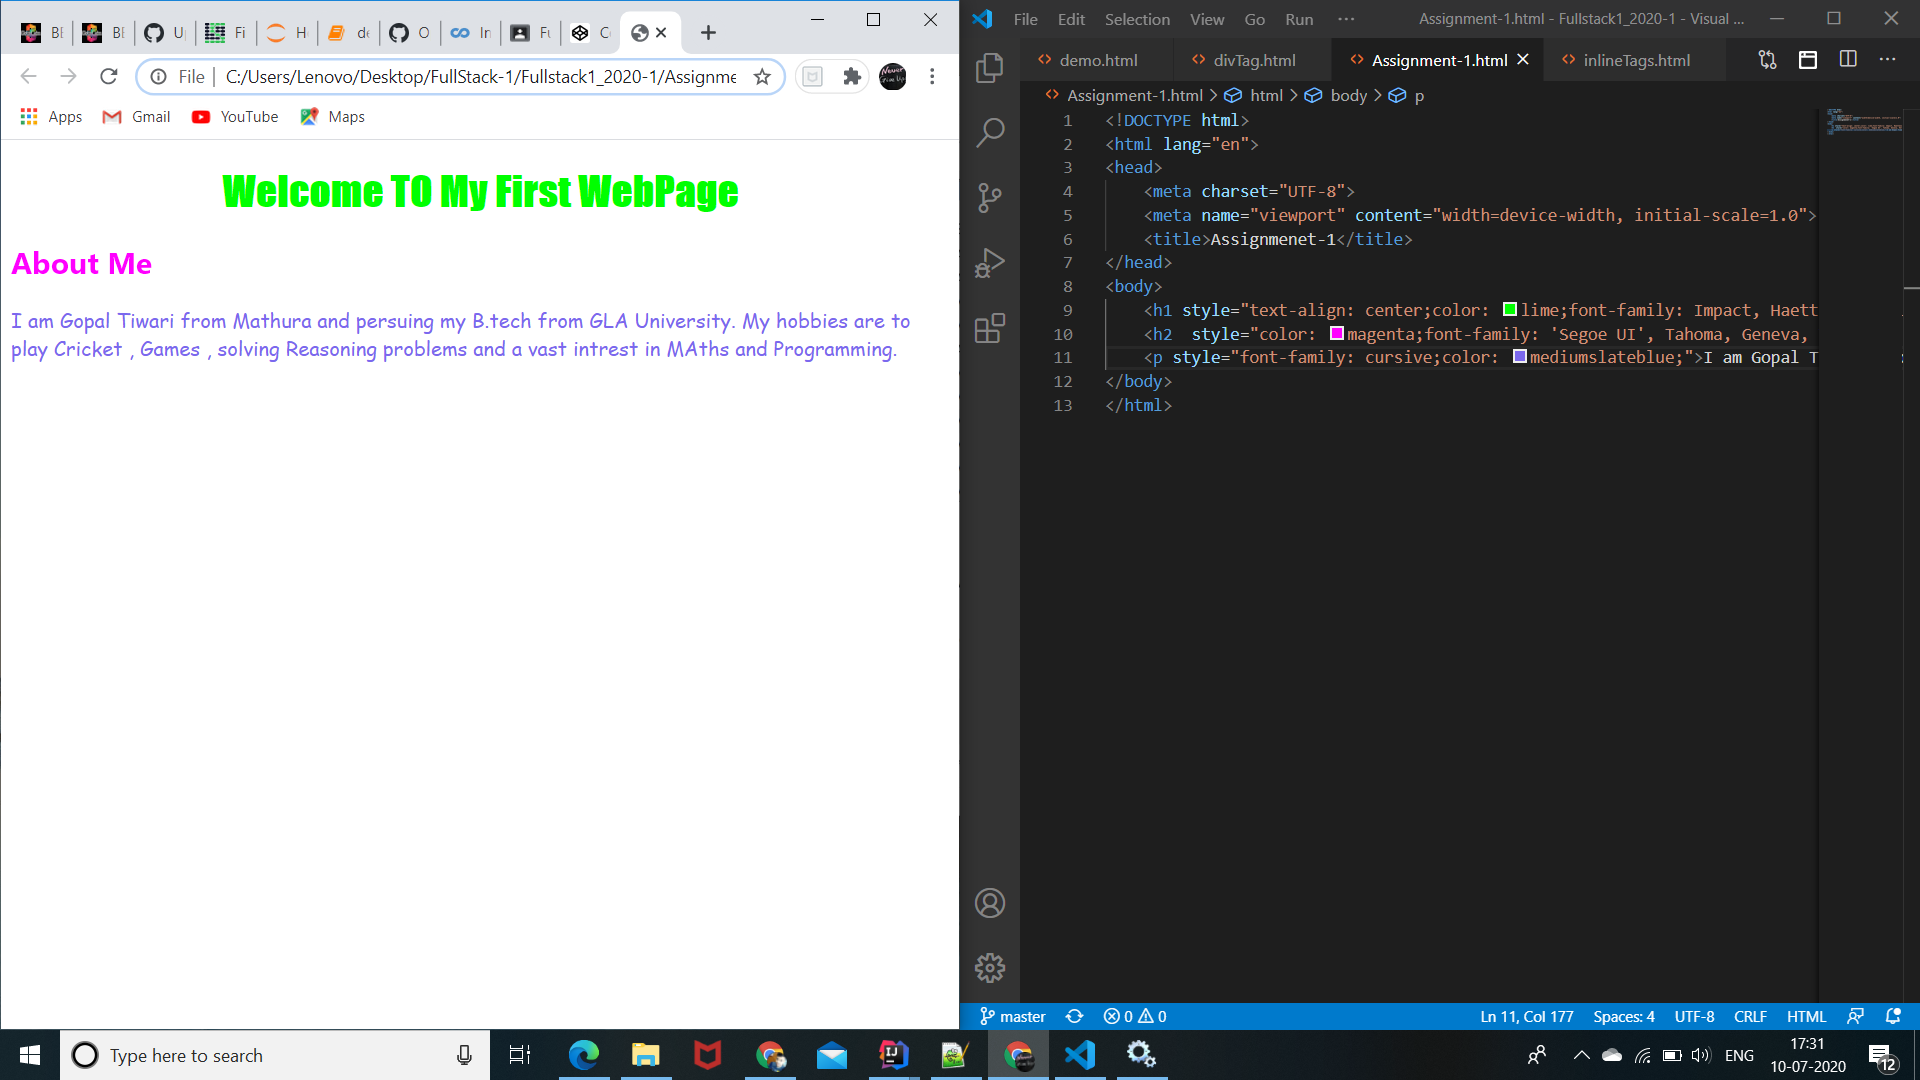 BE
BE
U
Fi
H
de
O
In
Fu
C
File
C:/Users/Lenovo/Desktop/FullStack-1/Fullstack1_2020-1/Assignme
Apps
Gmail
YouTube
Maps
Welcome TO My First WebPage
About Me
I am Gopal Tiwari from Mathura and persuing my B.tech from GLA University. My hobbies are to
play Cricket , Games , solving Reasoning problems and a vast intrest in MAths and Programming.
File Edit Selection View Go Run ··· Assignment-1.html - Fullstack1_2020-1 - Visual ...
demo.html divTag.html Assignment-1.html inlineTags.html
Assignment-1.html > html > body > p
1 <!DOCTYPE html>
2 <html lang="en">
3 <head>
4 <meta charset="UTF-8">
5 <meta name="viewport" content="width=device-width, initial-scale=1.0">
6 <title>Assignmenet-1</title>
7 </head>
8 <body>
9 <h1 style="text-align: center;color: lime;font-family: Impact, Haett
10 <h2  style="color: magenta;font-family: 'Segoe UI', Tahoma, Geneva,
11 <p style="font-family: cursive;color: mediumslateblue;">I am Gopal T
12 </body>
13 </html>
master 0 0 Ln 11, Col 177 Spaces: 4 UTF-8 CRLF HTML
Type here to search
ENG
17:31
10-07-2020
12